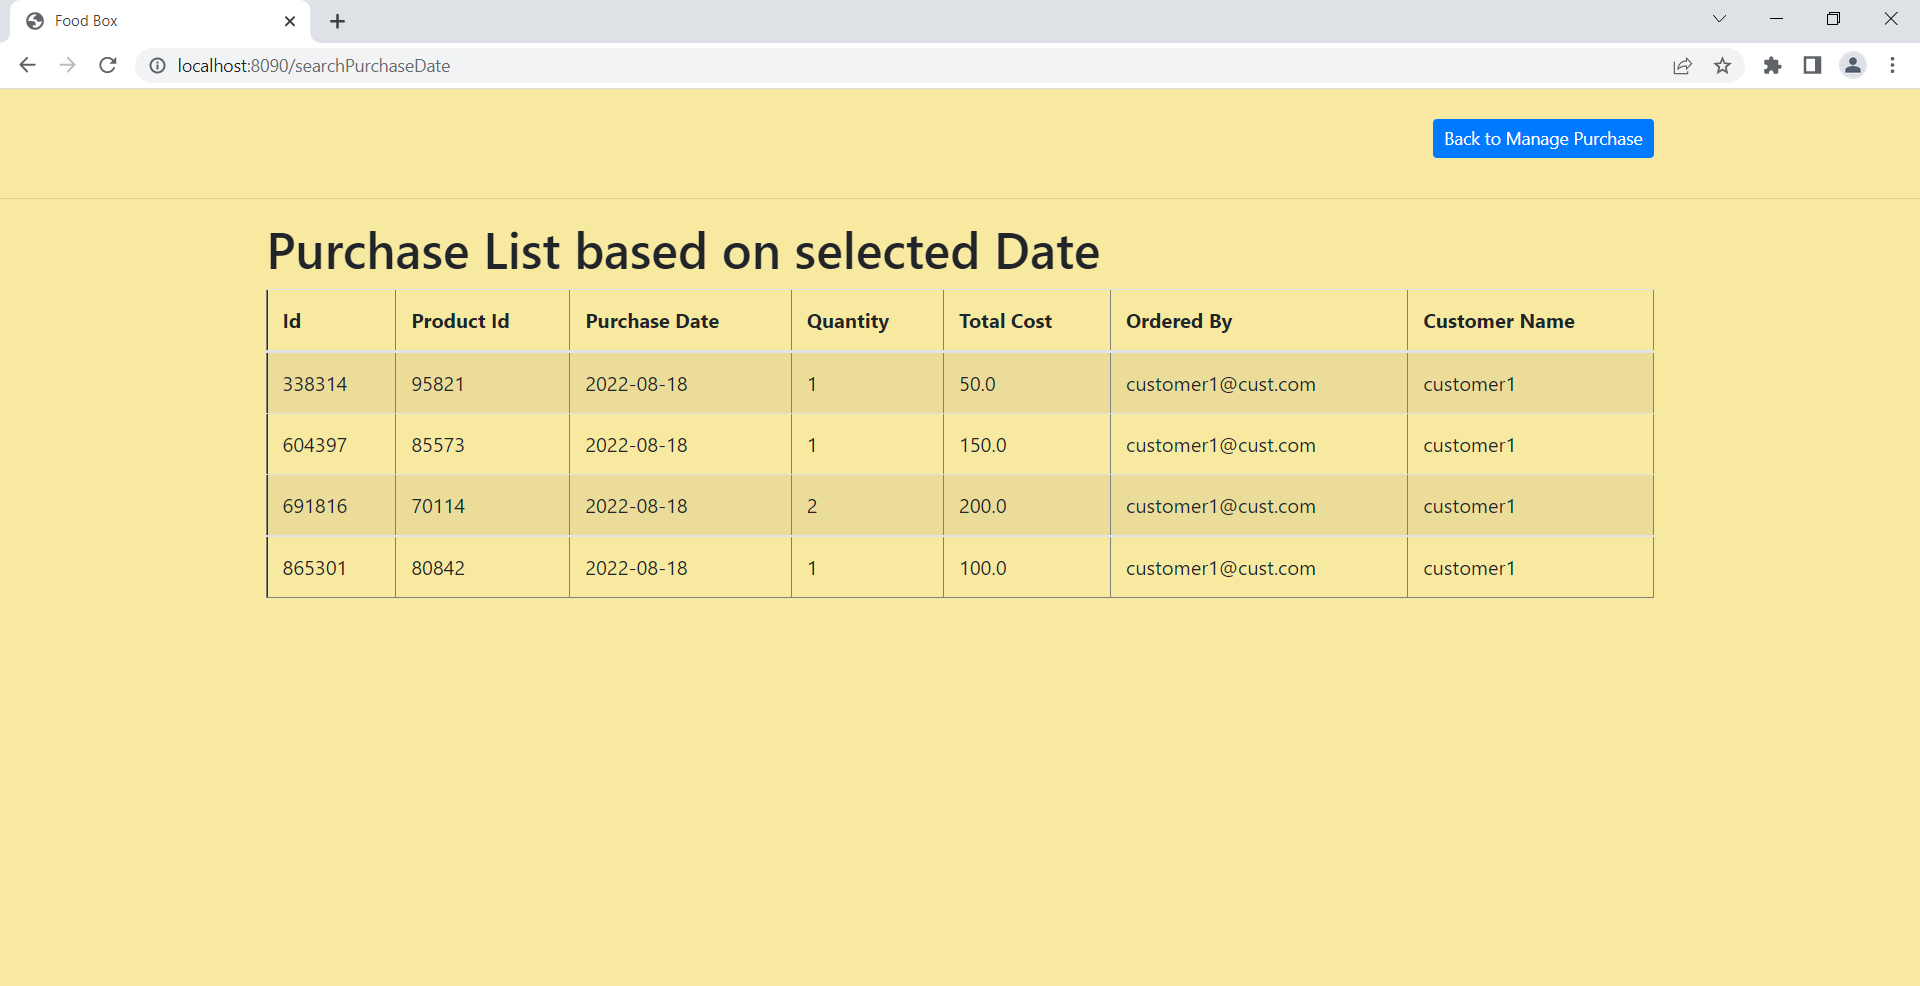 Food Box
localhost:8090/searchPurchaseDate
Back to Manage Purchase
Purchase List based on selected Date
Id Product Id Purchase Date Quantity Total Cost Ordered By Customer Name
338314 95821 2022-08-18 1 50.0 customer1@cust.com customer1
604397 85573 2022-08-18 1 150.0 customer1@cust.com customer1
691816 70114 2022-08-18 2 200.0 customer1@cust.com customer1
865301 80842 2022-08-18 1 100.0 customer1@cust.com customer1